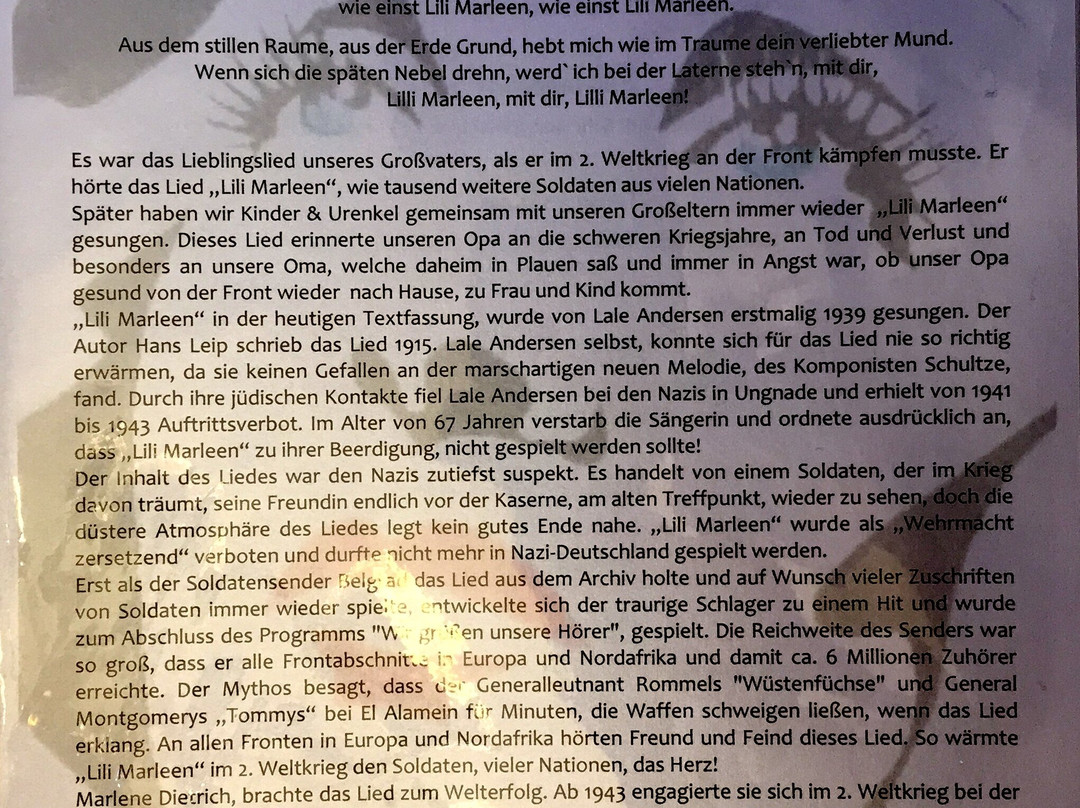 wie einst Lili Marleen, wie einst Lili Marleen.
Aus dem stillen Raume, aus der Erde Grund, hebt mich wie im Traume dein verliebter Mund.
Wenn sich die späten Nebel drehn, werd` ich bei der Laterne steh`n, mit dir,
Lilli Marleen, mit dir, Lilli Marleen!
Es war das Lieblingslied unseres Großvaters, als er im 2. Weltkrieg an der Front kämpfen musste. Er
hörte das Lied „Lili Marleen“, wie tausend weitere Soldaten aus vielen Nationen.
Später haben wir Kinder & Urenkel gemeinsam mit unseren Großeltern immer wieder „Lili Marleen“
gesungen. Dieses Lied erinnerte unseren Opa an die schweren Kriegsjahre, an Tod und Verlust und
besonders an unsere Oma, welche daheim in Plauen saß und immer in Angst war, ob unser Opa
gesund von der Front wieder nach Hause, zu Frau und Kind kommt.
„Lili Marleen“ in der heutigen Textfassung, wurde von Lale Andersen erstmalig 1939 gesungen. Der
Autor Hans Leip schrieb das Lied 1915. Lale Andersen selbst, konnte sich für das Lied nie so richtig
erwärmen, da sie keinen Gefallen an der marschartigen neuen Melodie, des Komponisten Schultze,
fand. Durch ihre jüdischen Kontakte fiel Lale Andersen bei den Nazis in Ungnade und erhielt von 1941
bis 1943 Auftrittsverbot. Im Alter von 67 Jahren verstarb die Sängerin und ordnete ausdrücklich an,
dass „Lili Marleen“ zu ihrer Beerdigung, nicht gespielt werden sollte!
Der Inhalt des Liedes war den Nazis zutiefst suspekt. Es handelt von einem Soldaten, der im Krieg
davon träumt, seine Freundin endlich vor der Kaserne, am alten Treffpunkt, wieder zu sehen, doch die
düstere Atmosphäre des Liedes legt kein gutes Ende nahe. „Lili Marleen“ wurde als „Wehrmacht
zersetzend“ verboten und durfte nicht mehr in Nazi-Deutschland gespielt werden.
Erst als der Soldatensender Belgrad das Lied aus dem Archiv holte und auf Wunsch vieler Zuschriften
von Soldaten immer wieder spielte, entwickelte sich der traurige Schlager zu einem Hit und wurde
zum Abschluss des Programms "Wir grüßen unsere Hörer", gespielt. Die Reichweite des Senders war
so groß, dass er alle Frontabschnitte in Europa und Nordafrika und damit ca. 6 Millionen Zuhörer
erreichte. Der Mythos besagt, dass der Generalleutnant Rommels "Wüstenfüchse" und General
Montgomerys „Tommys“ bei El Alamein für Minuten, die Waffen schweigen ließen, wenn das Lied
erklang. An allen Fronten in Europa und Nordafrika hörten Freund und Feind dieses Lied. So wärmte
„Lili Marleen“ im 2. Weltkrieg den Soldaten, vieler Nationen, das Herz!
Marlene Dietrich, brachte das Lied zum Welterfolg. Ab 1943 engagierte sie sich im 2. Weltkrieg bei der